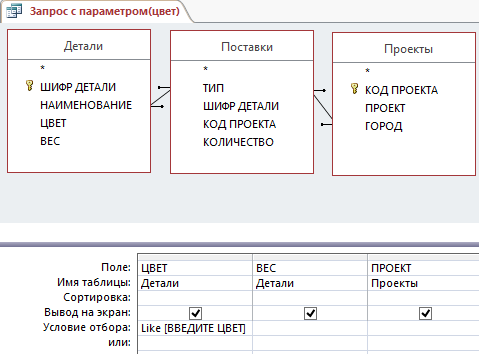 Запрос с параметром(цвет)
Детали
*
ШИФР ДЕТАЛИ
НАИМЕНОВАНИЕ
ЦВЕТ
ВЕС
Поставки
*
ТИП
ШИФР ДЕТАЛИ
КОД ПРОЕКТА
КОЛИЧЕСТВО
Проекты
*
КОД ПРОЕКТА
ПРОЕКТ
ГОРОД
Поле: ЦВЕТ ВЕС ПРОЕКТ
Имя таблицы: Детали Детали Проекты
Сортировка:
Вывод на экран:
Условие отбора: Like [ВВЕДИТЕ ЦВЕТ]
или: